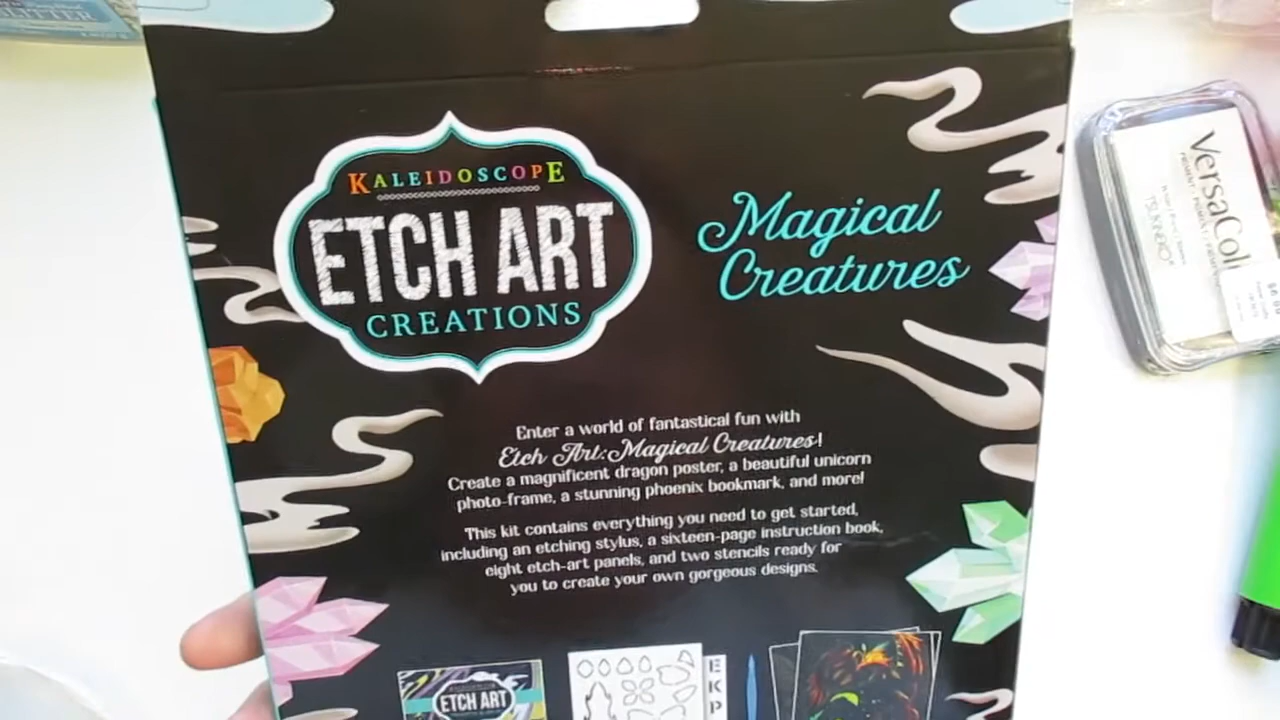 KALEIDOSCOPE
ETCH ART
CREATIONS
Magical
Creatures
Enter a world of fantastical fun with
Etch Art: Magical Creatures!
Create a magnificent dragon poster, a beautiful unicorn
photo-frame, a stunning phoenix bookmark, and more!
This kit contains everything you need to get started,
including an etching stylus, a sixteen-page instruction book,
eight etch-art panels, and two stencils ready for
you to create your own gorgeous designs.
ETCH ART
E
K
P
VersaCol
$6.99